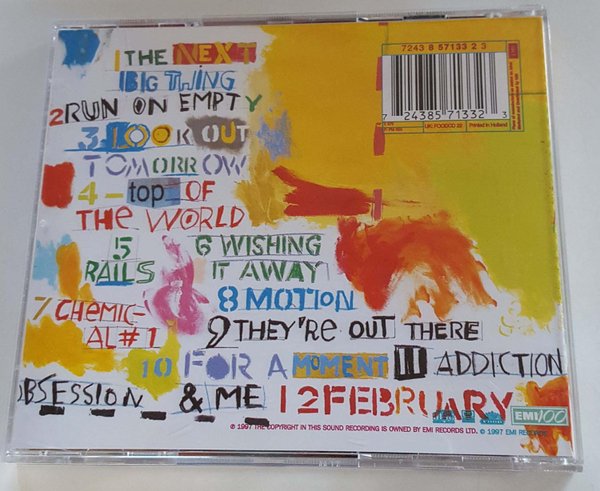 1 THE NEXT
BIG THING
2 RUN ON EMPTY
3 LOOK OUT
TOMORROW
4 - top OF
THE WORLD
5
RAILS
6 WISHING
IT AWAY
7 CHEMIC-
AL #1
8 MOTION
9 THEY'RE OUT THERE
10 FOR A MOMENT 11 ADDICTION
OBSESSION & ME 12 FEBRUARY
7243 8 57133 2 3
7 24385 71332 3
UK: FOODCD 22
Printed in Holland
EMI 100
℗ 1997 THE COPYRIGHT IN THIS SOUND RECORDING IS OWNED BY EMI RECORDS LTD. © 1997 EMI RECORDS